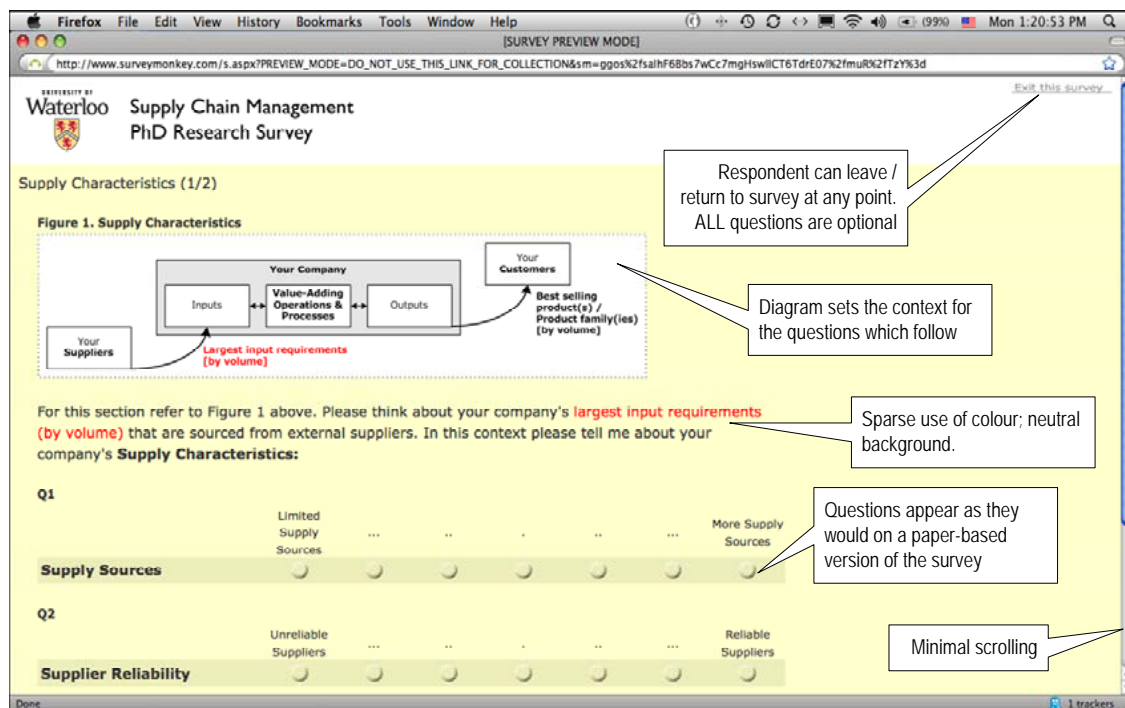 Firefox File Edit View History Bookmarks Tools Window Help (99%) Mon 1:20:53 PM
[SURVEY PREVIEW MODE]
http://www.surveymonkey.com/s.aspx?PREVIEW_MODE=DO_NOT_USE_THIS_LINK_FOR_COLLECTION&sm=
Exit this survey
UNIVERSITY OF
Waterloo
Supply Chain Management
PhD Research Survey
Respondent can leave /
return to survey at any point.
ALL questions are optional
Supply Characteristics (1/2)
Figure 1. Supply Characteristics
Your
Customers
Your Company
Inputs
Value-Adding
Operations &
Processes
Outputs
Best selling
product(s) /
Product family(ies)
[by volume]
Your
Suppliers
Largest input requirements
[by volume]
Diagram sets the context for
the questions which follow
For this section refer to Figure 1 above. Please think about your company's largest input requirements
(by volume) that are sourced from external suppliers. In this context please tell me about your
company's Supply Characteristics:
Sparse use of colour; neutral
background.
Q1
Limited
Supply
Sources
... .. . .. ...
More Supply
Sources
Supply Sources
Questions appear as they
would on a paper-based
version of the survey
Q2
Unreliable
Suppliers
... .. . .. ...
Reliable
Suppliers
Supplier Reliability
Minimal scrolling
Done
1 trackers